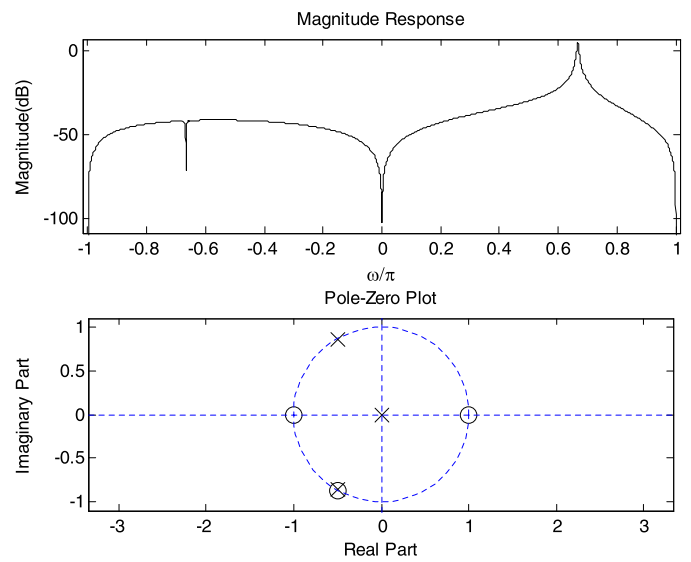 Magnitude Response
Magnitude(dB)
0
-50
-100
-1 -0.8 -0.6 -0.4 -0.2 0 0.2 0.4 0.6 0.8 1
ω/π
Pole-Zero Plot
Imaginary Part
1
0.5
0
-0.5
-1
-3 -2 -1 0 1 2 3
Real Part